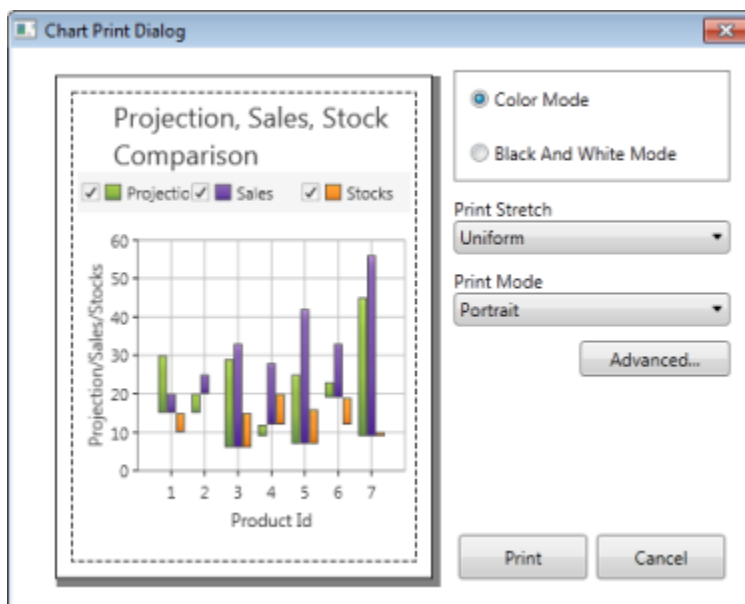 Chart Print Dialog
Projection, Sales, Stock
Comparison
Projectio Sales Stocks
60
50
40
30
20
10
0
Projection/Sales/Stocks
1 2 3 4 5 6 7
Product Id
Color Mode
Black And White Mode
Print Stretch
Uniform
Print Mode
Portrait
Advanced...
Print Cancel